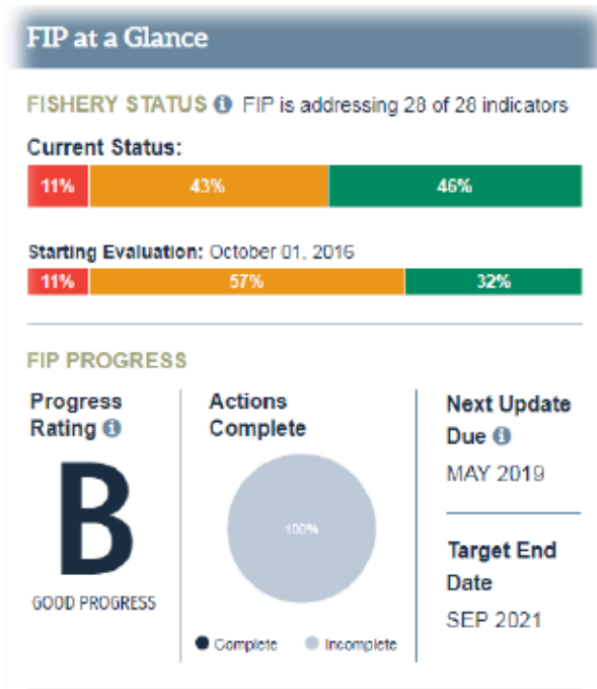 FIP at a Glance
FISHERY STATUS FIP is addressing 28 of 28 indicators
Current Status:
11% 43% 46%
Starting Evaluation: October 01, 2016
11% 57% 32%
FIP PROGRESS
Progress
Rating
B
GOOD PROGRESS
Actions
Complete
100%
Complete Incomplete
Next Update
Due
MAY 2019
Target End
Date
SEP 2021